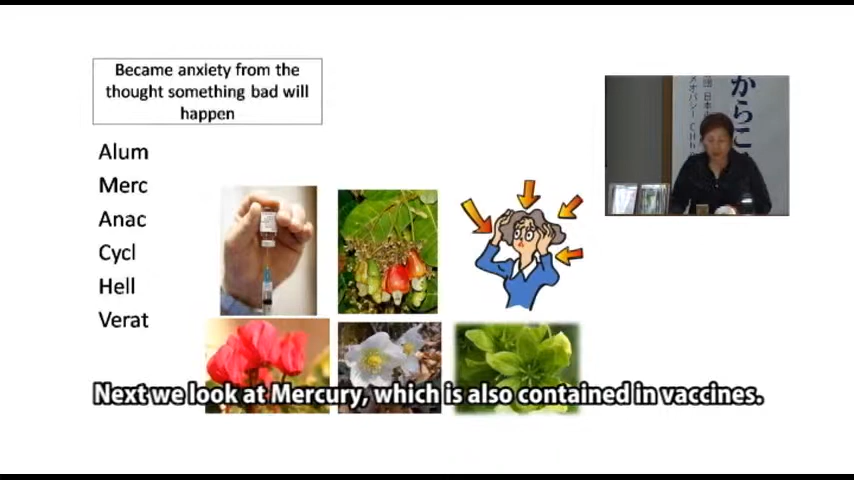 Became anxiety from the
thought something bad will
happen
Alum
Merc
Anac
Cycl
Hell
Verat
からこ
Next we look at Mercury, which is also contained in vaccines.